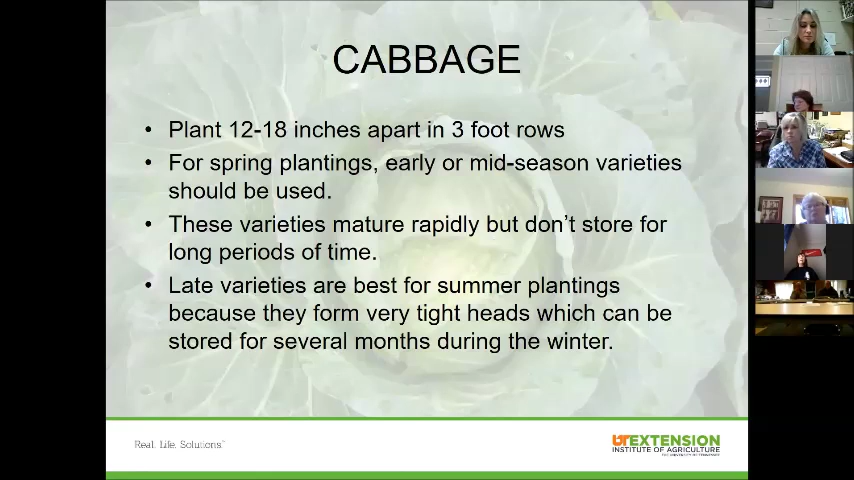 CABBAGE
• Plant 12-18 inches apart in 3 foot rows
• For spring plantings, early or mid-season varieties
should be used.
• These varieties mature rapidly but don't store for
long periods of time.
• Late varieties are best for summer plantings
because they form very tight heads which can be
stored for several months during the winter.
Real. Life. Solutions.™
UTEXTENSION
INSTITUTE OF AGRICULTURE